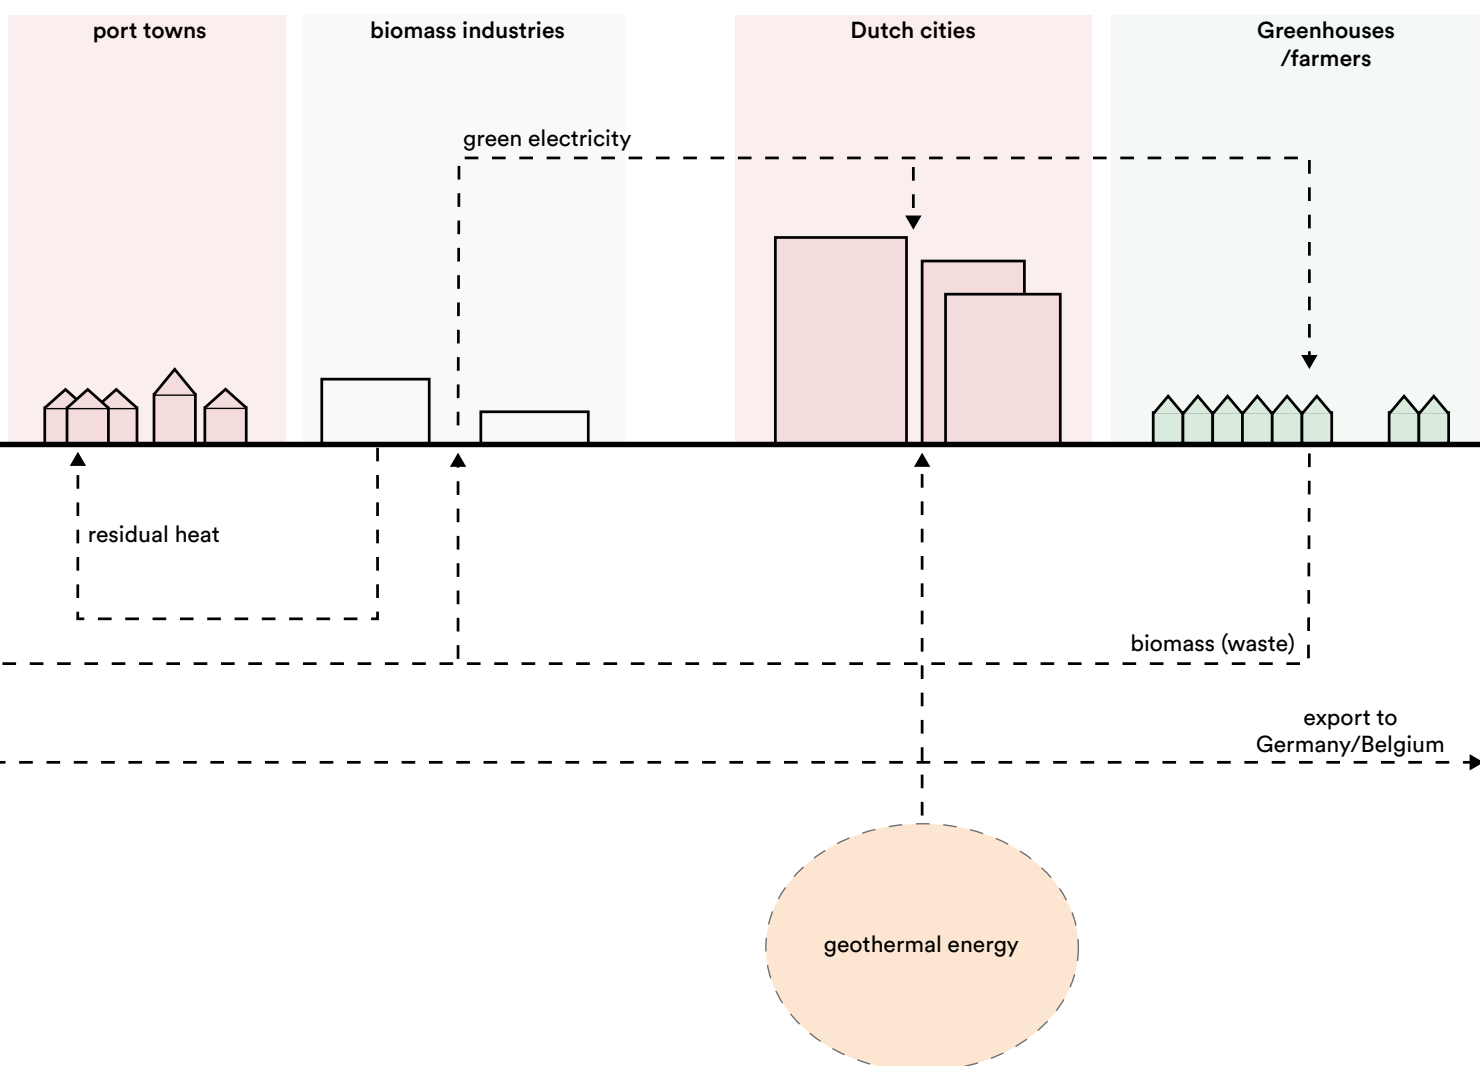 port towns
biomass industries
Dutch cities
Greenhouses
/farmers
green electricity
residual heat
biomass (waste)
export to
Germany/Belgium
geothermal energy